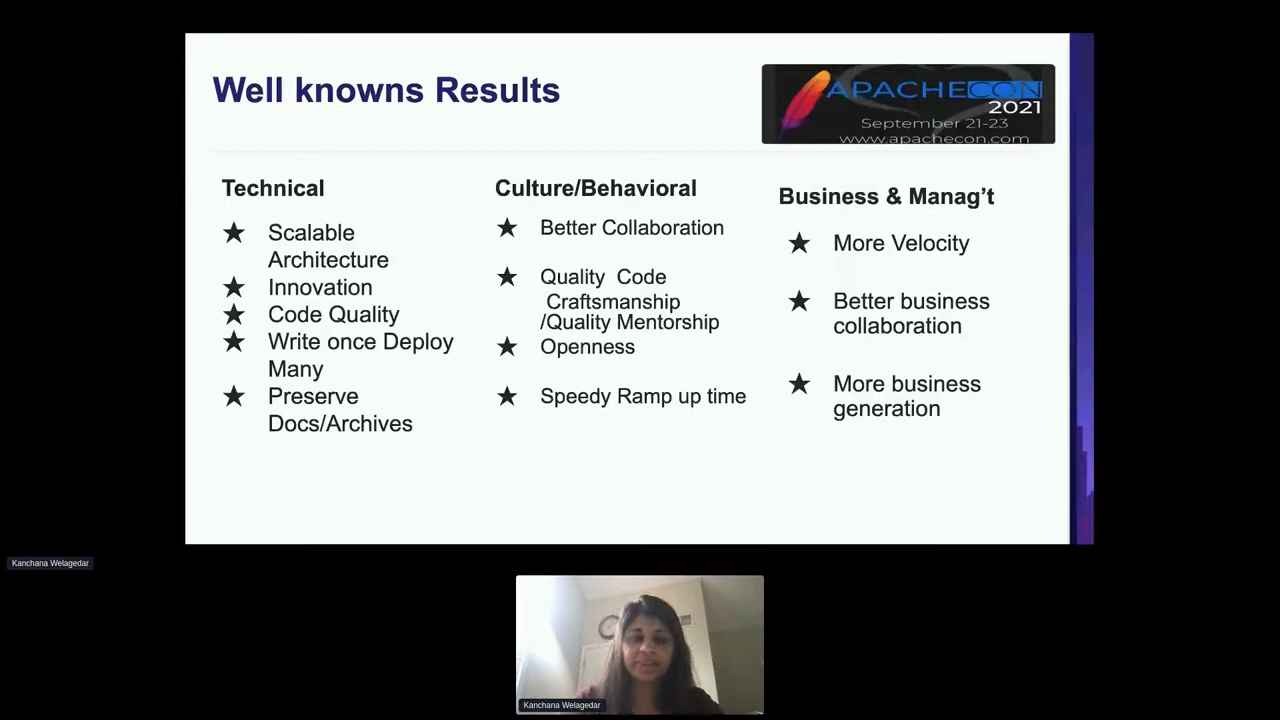 Well knowns Results
APACHECON
2021
September 21-23
www.apachecon.com
Technical
★ Scalable
Architecture
★ Innovation
★ Code Quality
★ Write once Deploy
Many
★ Preserve
Docs/Archives
Culture/Behavioral
★ Better Collaboration
★ Quality Code
Craftsmanship
/Quality Mentorship
★ Openness
★ Speedy Ramp up time
Business & Manag’t
★ More Velocity
★ Better business
collaboration
★ More business
generation
Kanchana Welagedar
Kanchana Welagedar